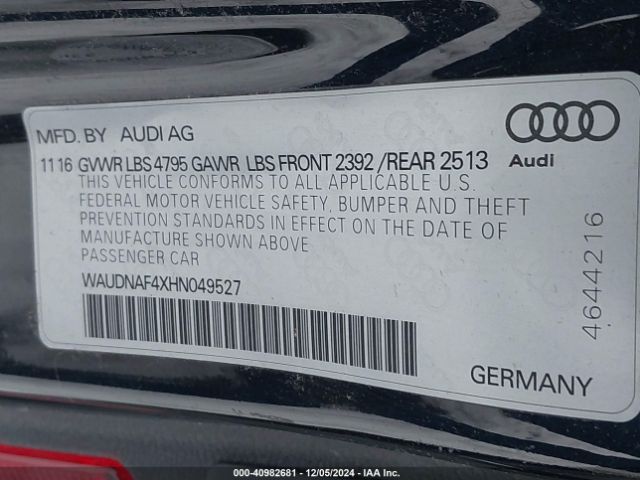 MFD. BY AUDI AG
11 16 GVWR LBS 4795 GAWR LBS FRONT 2392 /REAR 2513
Audi
THIS VEHICLE CONFORMS TO ALL APPLICABLE U.S.
FEDERAL MOTOR VEHICLE SAFETY, BUMPER AND THEFT
PREVENTION STANDARDS IN EFFECT ON THE DATE OF
MANUFACTURE SHOWN ABOVE
PASSENGER CAR
WAUDNAF4XHN049527
4644216
GERMANY
000-40982681 - 12/05/2024 - IAA Inc.